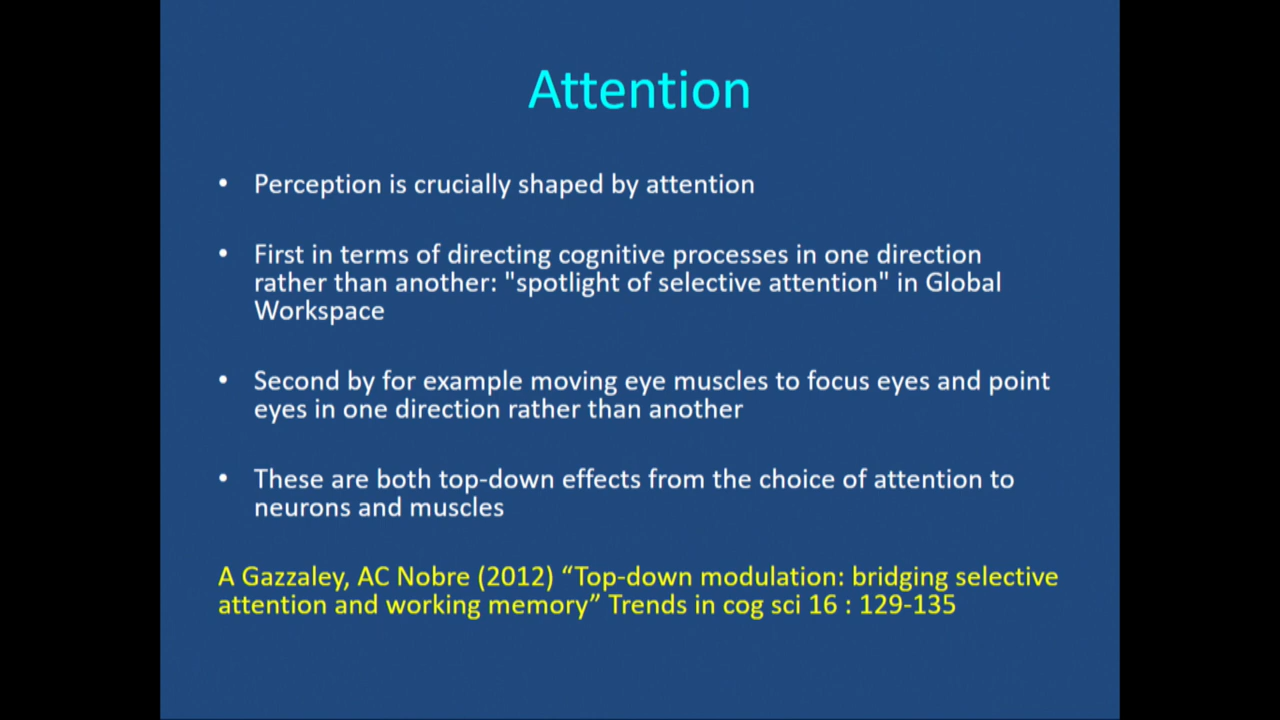 Attention
• Perception is crucially shaped by attention
• First in terms of directing cognitive processes in one direction
rather than another: "spotlight of selective attention" in Global
Workspace
• Second by for example moving eye muscles to focus eyes and point
eyes in one direction rather than another
• These are both top-down effects from the choice of attention to
neurons and muscles
A Gazzaley, AC Nobre (2012) “Top-down modulation: bridging selective
attention and working memory” Trends in cog sci 16 : 129-135